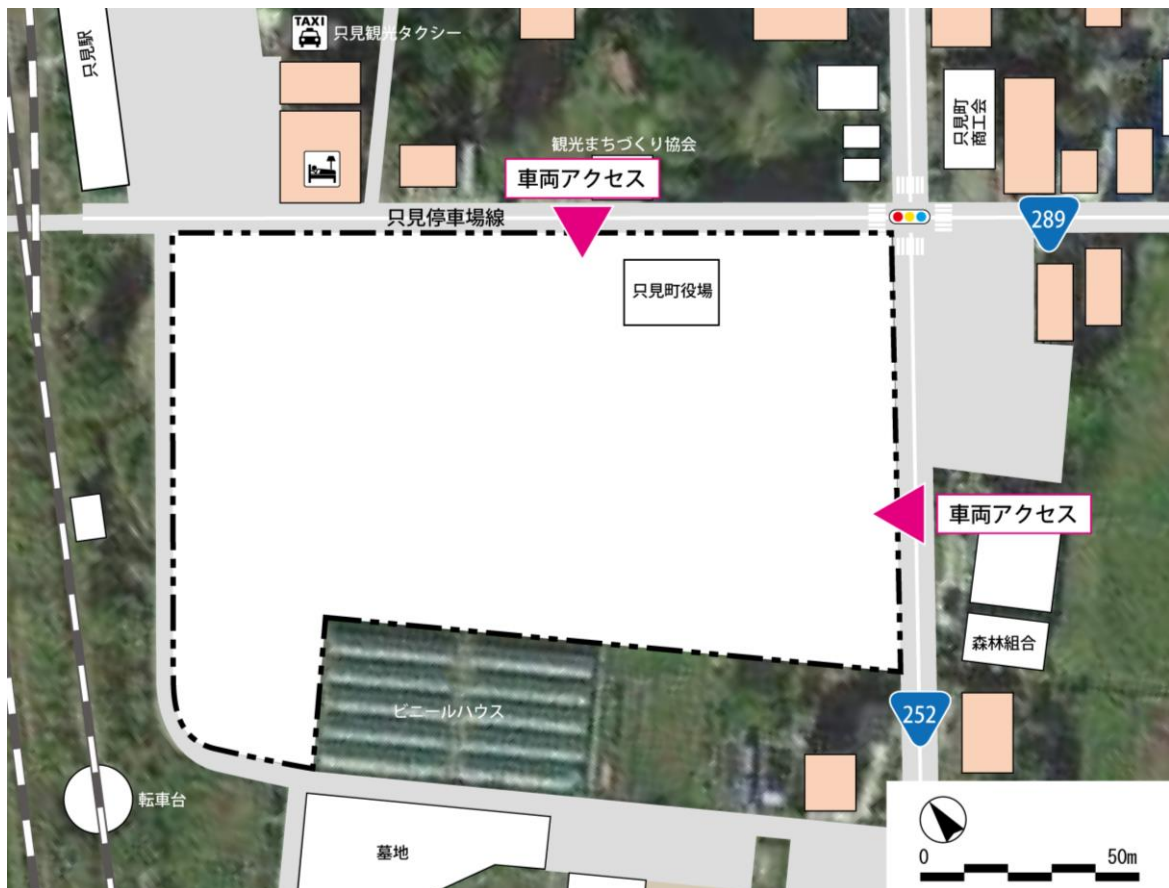 只見駅
TAXI
只見観光タクシー
観光まちづくり協会
車両アクセス
只見町
商工会
只見停車場線
289
只見町役場
車両アクセス
森林組合
ビニールハウス
252
転車台
墓地
0 50m